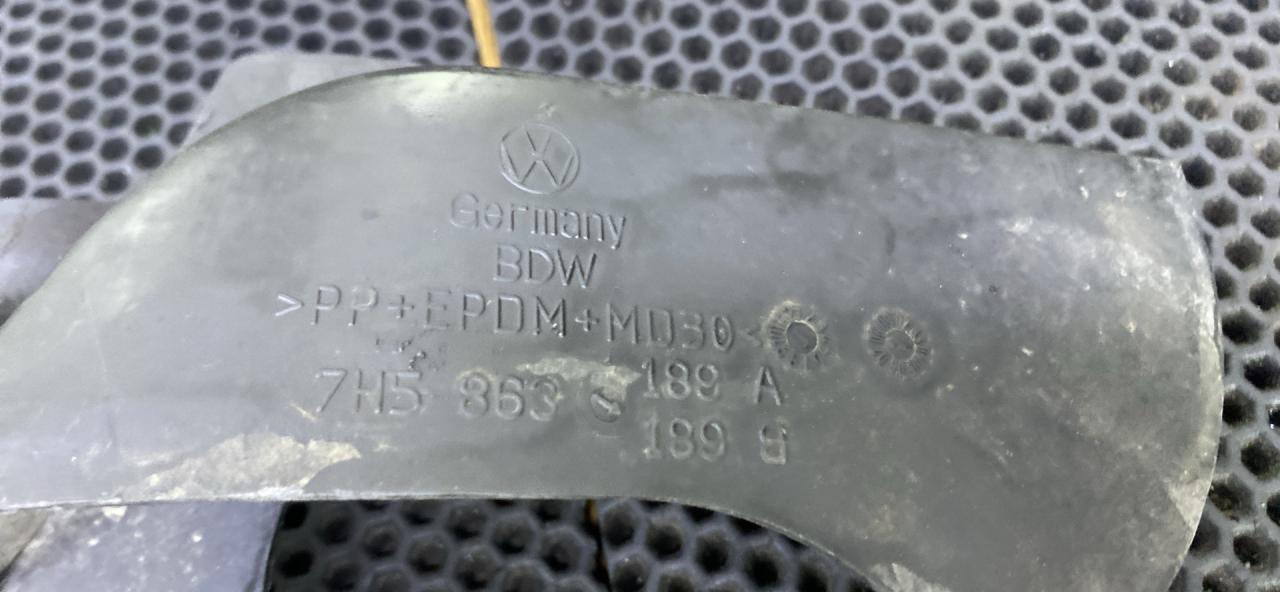 Germany
BDW
>PP+EPDM+MD30<
7H5 863 189 A
189 B